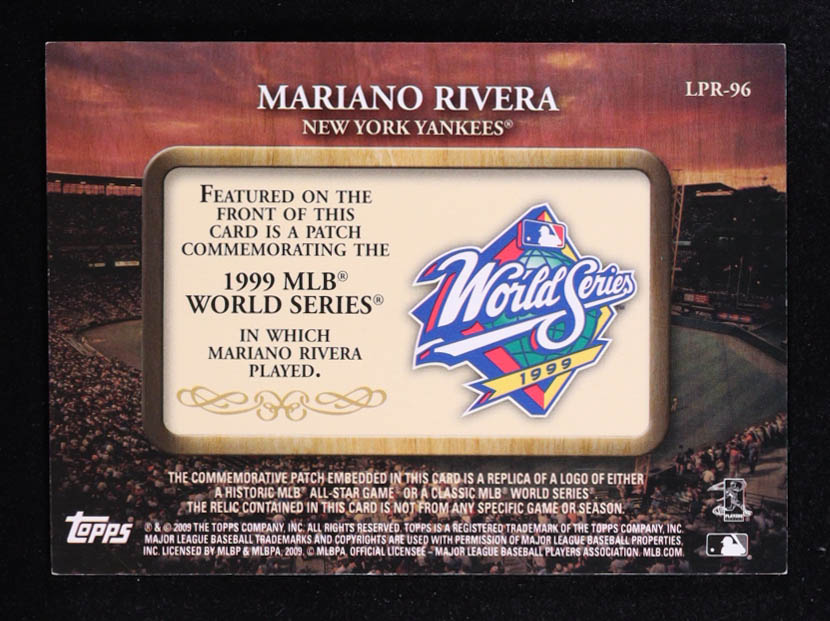 MARIANO RIVERA
LPR-96
NEW YORK YANKEES®
FEATURED ON THE
FRONT OF THIS
CARD IS A PATCH
COMMEMORATING THE
1999 MLB®
WORLD SERIES®
IN WHICH
MARIANO RIVERA
PLAYED.
World Series
™
1999
THE COMMEMORATIVE PATCH EMBEDDED IN THIS CARD IS A REPLICA OF A LOGO OF EITHER
A HISTORIC MLB® ALL-STAR GAME® OR A CLASSIC MLB® WORLD SERIES®.
THE RELIC CONTAINED IN THIS CARD IS NOT FROM ANY SPECIFIC GAME OR SEASON.
topps
® & © 2009 THE TOPPS COMPANY, INC. ALL RIGHTS RESERVED. TOPPS IS A REGISTERED TRADEMARK OF THE TOPPS COMPANY, INC.
MAJOR LEAGUE BASEBALL TRADEMARKS AND COPYRIGHTS ARE USED WITH PERMISSION OF MAJOR LEAGUE BASEBALL PROPERTIES,
INC. LICENSED BY MLBP & MLBPA, 2009. © MLBPA, OFFICIAL LICENSEE – MAJOR LEAGUE BASEBALL PLAYERS ASSOCIATION MLB.COM